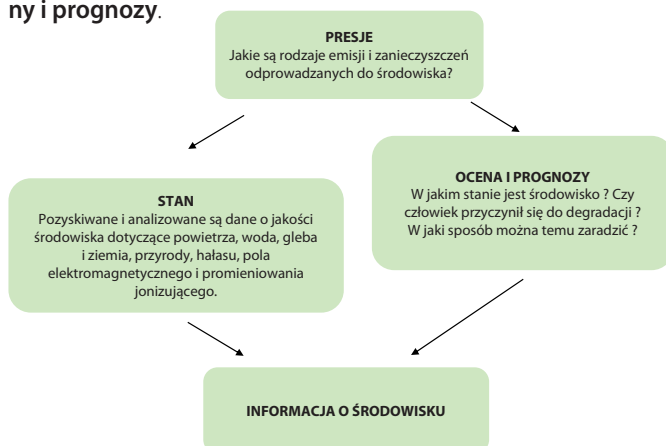 ny i prognozy.
PRESJE
Jakie są rodzaje emisji i zanieczyszczeń
odprowadzanych do środowiska?
STAN
Pozyskiwane i analizowane są dane o jakości
środowiska dotyczące powietrza, woda, gleba
i ziemia, przyrody, hałasu, pola
elektromagnetycznego i promieniowania
jonizującego.
OCENA I PROGNOZY
W jakim stanie jest środowisko ? Czy
człowiek przyczynił się do degradacji ?
W jaki sposób można temu zaradzić ?
INFORMACJA O ŚRODOWISKU